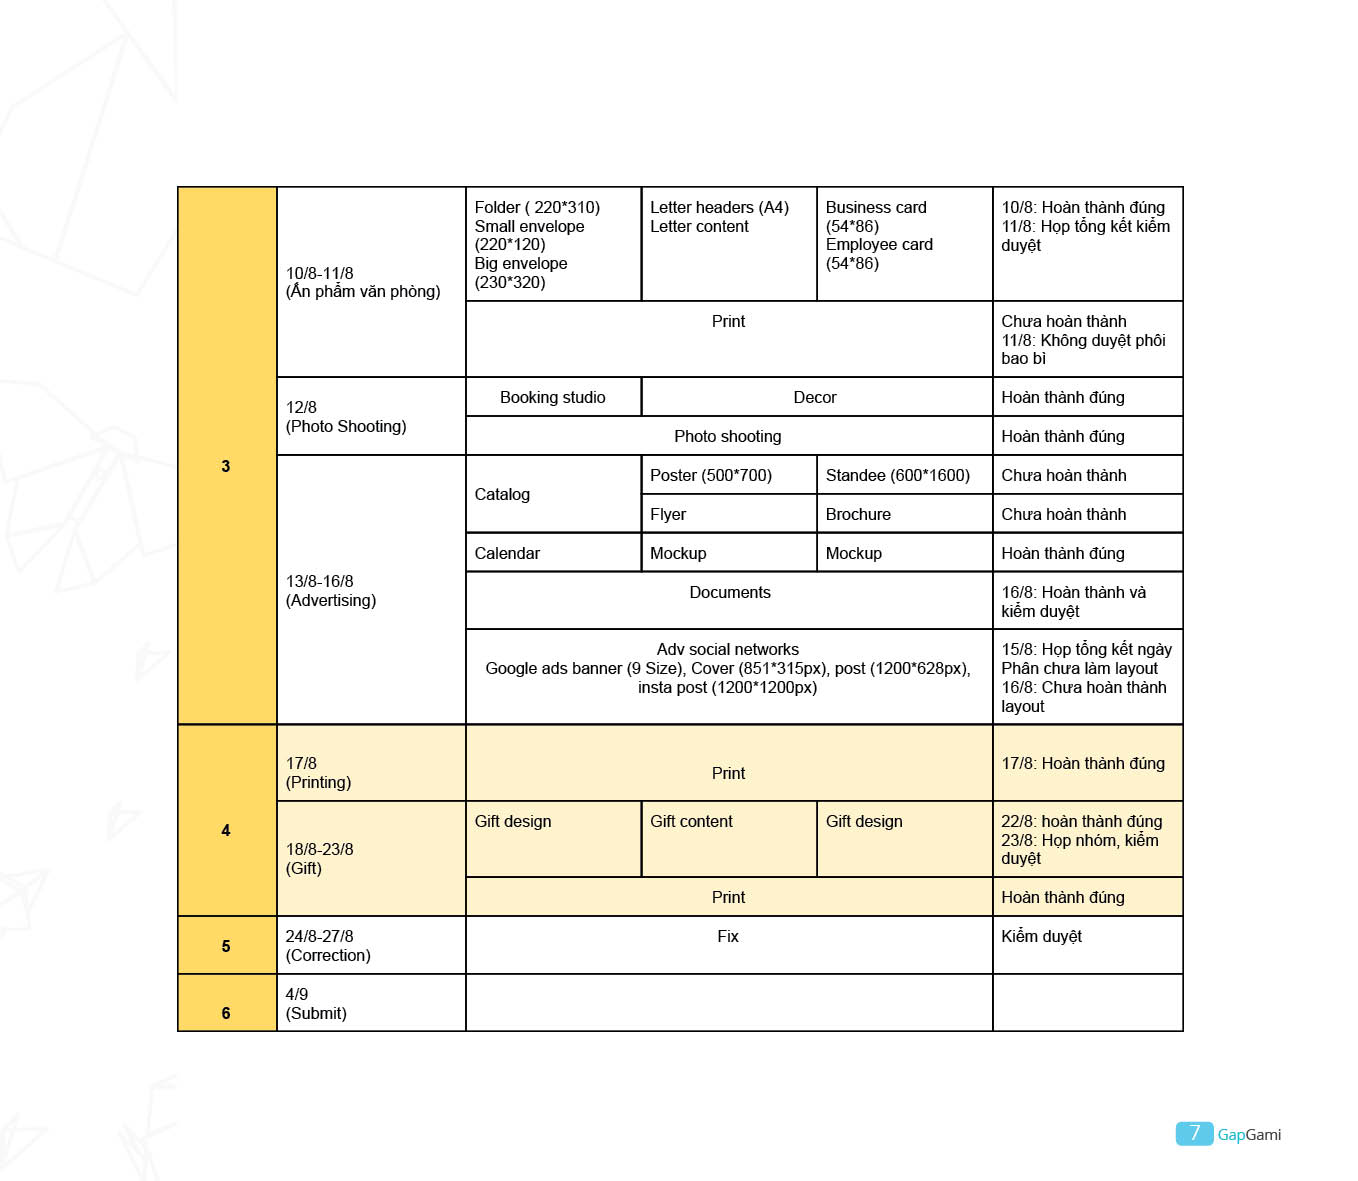 3
10/8-11/8
(Ấn phẩm văn phòng)
Folder ( 220*310)
Small envelope
(220*120)
Big envelope
(230*320)
Letter headers (A4)
Letter content
Business card
(54*86)
Employee card
(54*86)
10/8: Hoàn thành đúng
11/8: Họp tổng kết kiểm
duyệt
Print
Chưa hoàn thành
11/8: Không duyệt phôi
bao bì
12/8
(Photo Shooting)
Booking studio
Decor
Hoàn thành đúng
Photo shooting
Hoàn thành đúng
13/8-16/8
(Advertising)
Catalog
Poster (500*700)
Standee (600*1600)
Chưa hoàn thành
Flyer
Brochure
Chưa hoàn thành
Calendar
Mockup
Mockup
Hoàn thành đúng
Documents
16/8: Hoàn thành và
kiểm duyệt
Adv social networks
Google ads banner (9 Size), Cover (851*315px), post (1200*628px),
insta post (1200*1200px)
15/8: Họp tổng kết ngày
Phân chưa làm layout
16/8: Chưa hoàn thành
layout
4
17/8
(Printing)
Print
17/8: Hoàn thành đúng
18/8-23/8
(Gift)
Gift design
Gift content
Gift design
22/8: hoàn thành đúng
23/8: Họp nhóm, kiểm
duyệt
Print
Hoàn thành đúng
5
24/8-27/8
(Correction)
Fix
Kiểm duyệt
6
4/9
(Submit)
7 GapGami